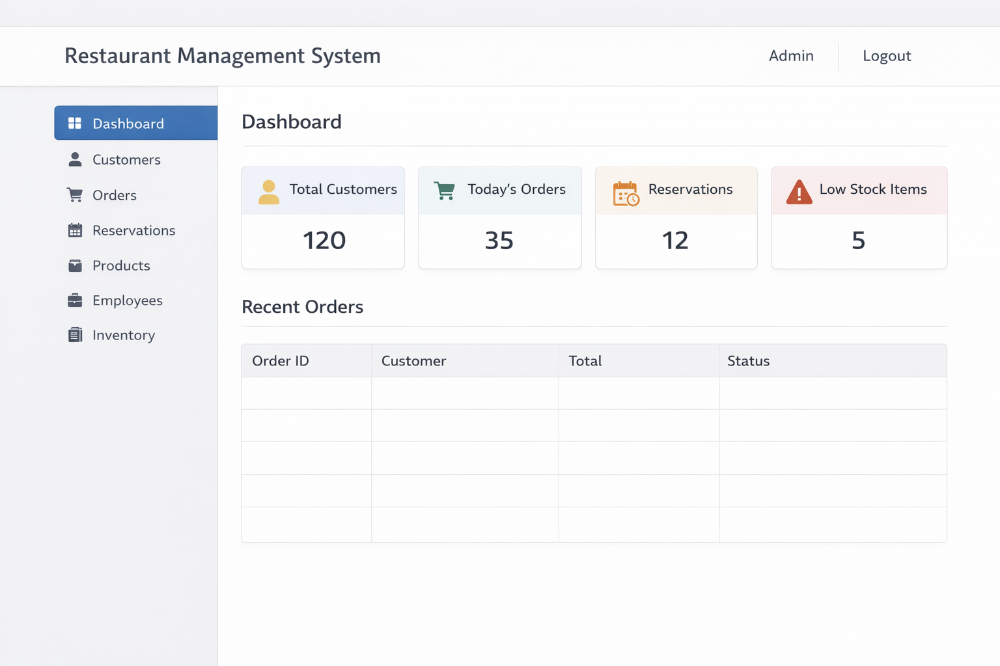 Restaurant Management System
Admin
Logout
Dashboard
Customers
Orders
Reservations
Products
Employees
Inventory
Dashboard
Total Customers
120
Today’s Orders
35
Reservations
12
Low Stock Items
5
Recent Orders
Order ID
Customer
Total
Status